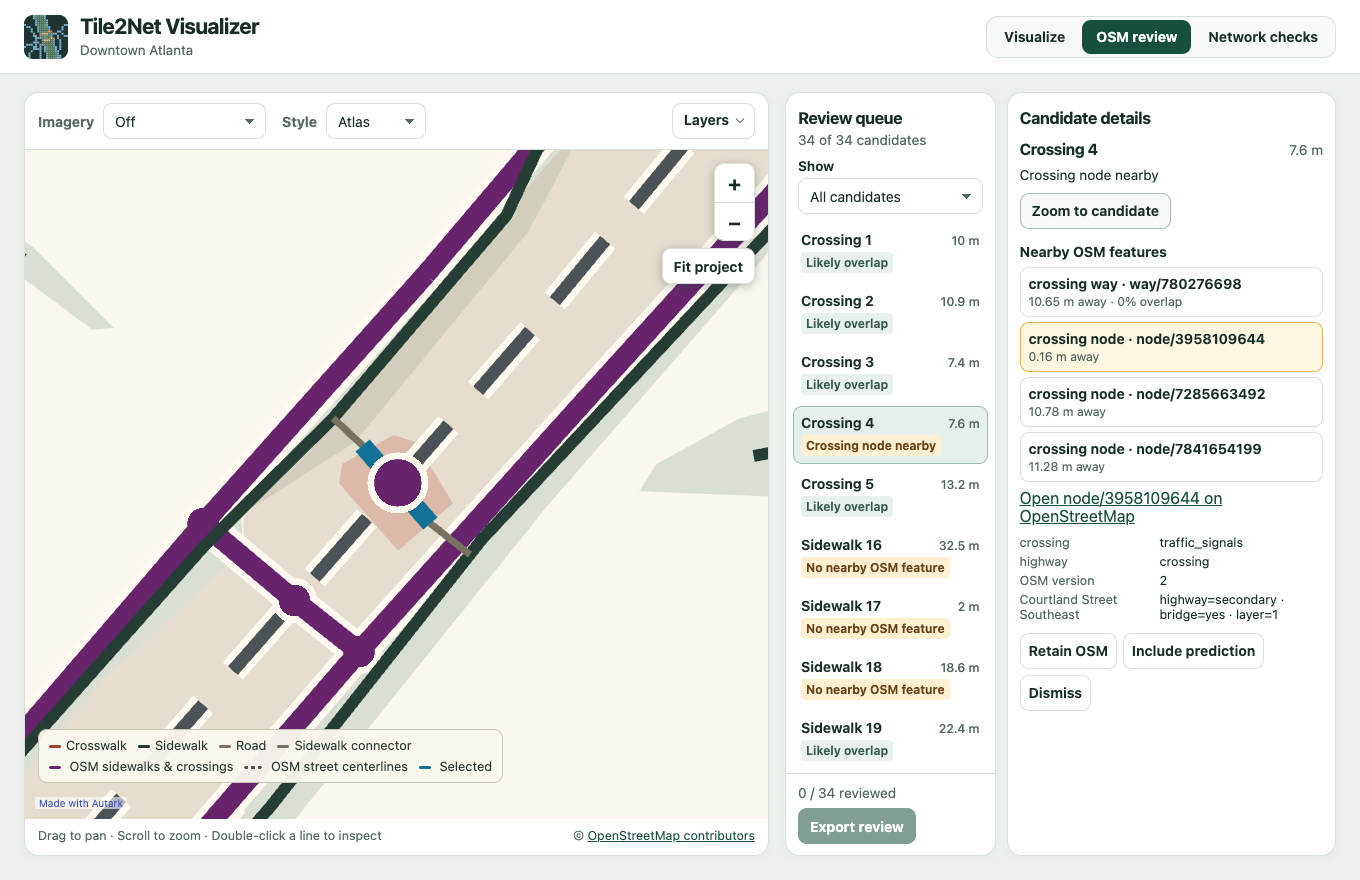 Tile2Net Visualizer
Downtown Atlanta
Visualize
OSM review
Network checks
Imagery
Off
Style
Atlas
Layers
+
−
Fit project
Crosswalk
Sidewalk
Road
Sidewalk connector
OSM sidewalks & crossings
OSM street centerlines
Selected
Made with Autark
Drag to pan · Scroll to zoom · Double-click a line to inspect
© OpenStreetMap contributors
Review queue
34 of 34 candidates
Show
All candidates
Crossing 1 10 m
Likely overlap
Crossing 2 10.9 m
Likely overlap
Crossing 3 7.4 m
Likely overlap
Crossing 4 7.6 m
Crossing node nearby
Crossing 5 13.2 m
Likely overlap
Sidewalk 16 32.5 m
No nearby OSM feature
Sidewalk 17 2 m
No nearby OSM feature
Sidewalk 18 18.6 m
No nearby OSM feature
Sidewalk 19 22.4 m
Likely overlap
0 / 34 reviewed
Export review
Candidate details
Crossing 4 7.6 m
Crossing node nearby
Zoom to candidate
Nearby OSM features
crossing way · way/780276698
10.65 m away · 0% overlap
crossing node · node/3958109644
0.16 m away
crossing node · node/7285663492
10.78 m away
crossing node · node/7841654199
11.28 m away
Open node/3958109644 on
OpenStreetMap
crossing traffic_signals
highway crossing
OSM version 2
Courtland Street highway=secondary ·
Southeast bridge=yes · layer=1
Retain OSM
Include prediction
Dismiss